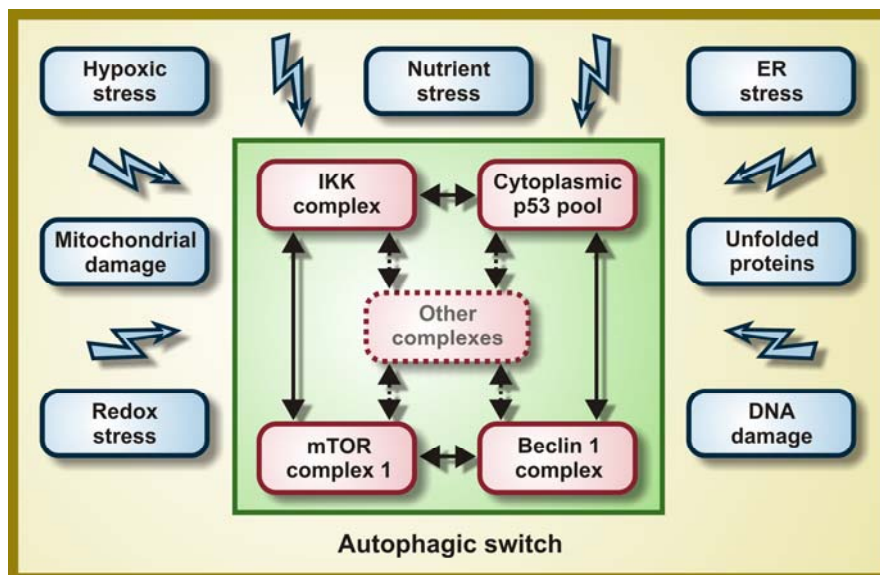 Hypoxic
stress
Nutrient
stress
ER
stress
IKK
complex
Cytoplasmic
p53 pool
Mitochondrial
damage
Unfolded
proteins
Other
complexes
Redox
stress
mTOR
complex 1
Beclin 1
complex
DNA
damage
Autophagic switch